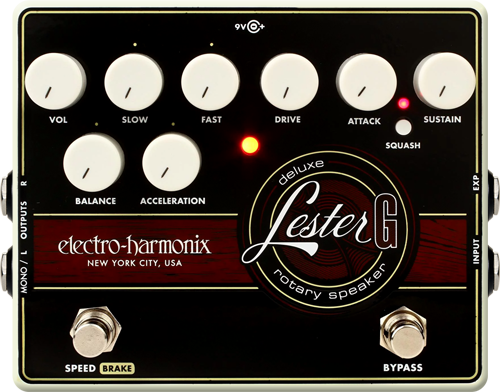 9V +
VOL
SLOW
FAST
DRIVE
ATTACK
SUSTAIN
SQUASH
BALANCE
ACCELERATION
deluxe
Lester G
rotary speaker
electro-harmonix
NEW YORK CITY, USA
R
OUTPUTS
MONO / L
EXP
INPUT
SPEED BRAKE
BYPASS